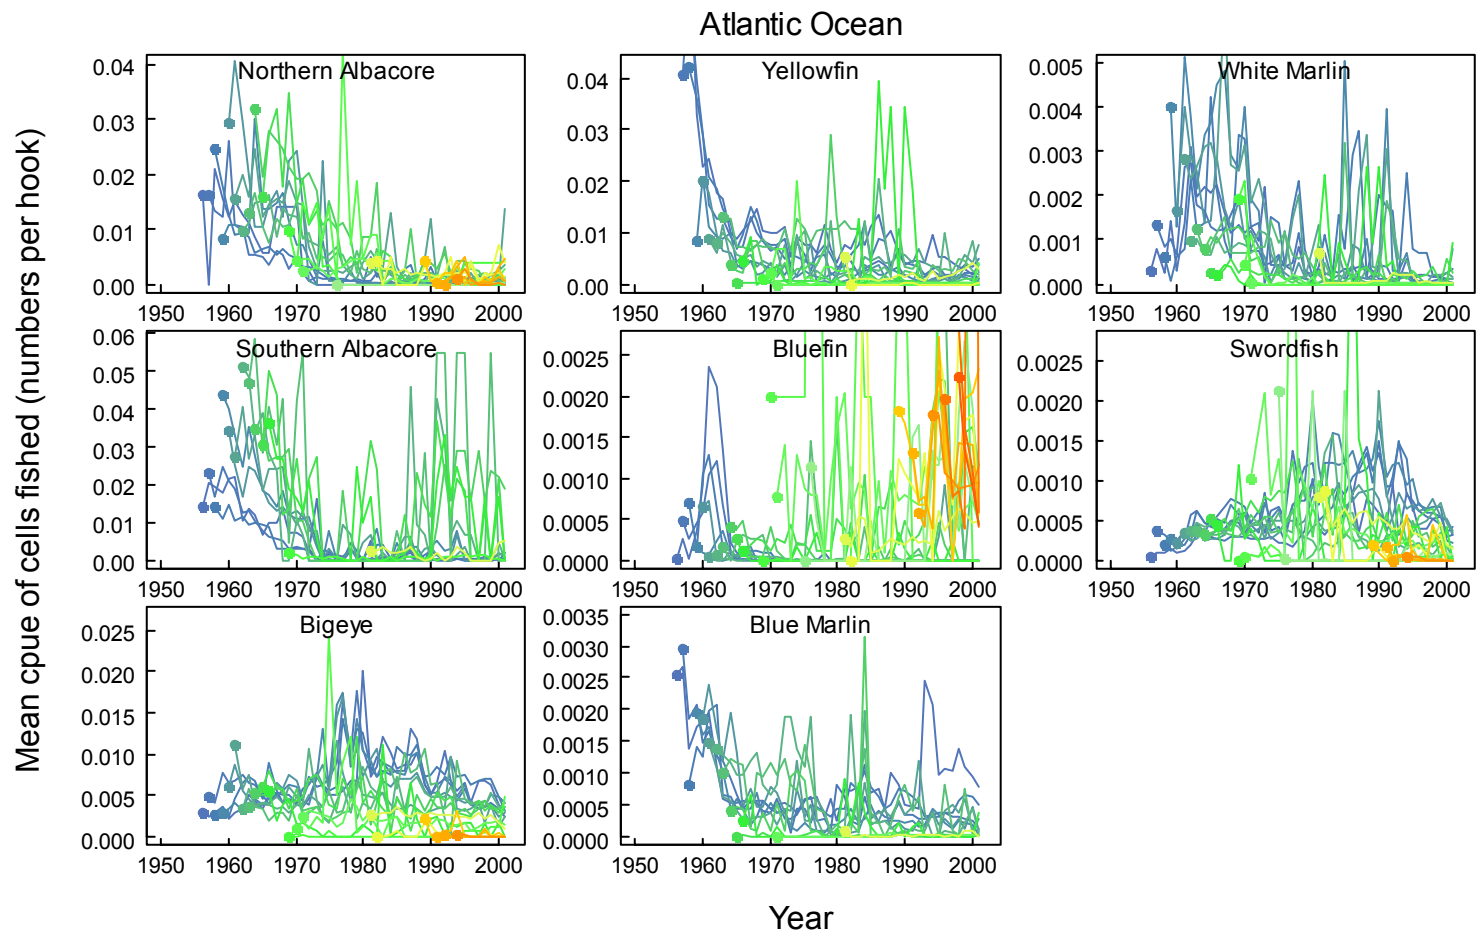 Atlantic Ocean
Mean cpue of cells fished (numbers per hook)
Northern Albacore
0.04
0.03
0.02
0.01
0.00
1950 1960 1970 1980 1990 2000
Yellowfin
0.04
0.03
0.02
0.01
0.00
1950 1960 1970 1980 1990 2000
White Marlin
0.005
0.004
0.003
0.002
0.001
0.000
1950 1960 1970 1980 1990 2000
Southern Albacore
0.06
0.05
0.04
0.03
0.02
0.01
0.00
1950 1960 1970 1980 1990 2000
Bluefin
0.0025
0.0020
0.0015
0.0010
0.0005
0.0000
1950 1960 1970 1980 1990 2000
Swordfish
0.0025
0.0020
0.0015
0.0010
0.0005
0.0000
1950 1960 1970 1980 1990 2000
Bigeye
0.025
0.020
0.015
0.010
0.005
0.000
1950 1960 1970 1980 1990 2000
Blue Marlin
0.0035
0.0030
0.0025
0.0020
0.0015
0.0010
0.0005
0.0000
1950 1960 1970 1980 1990 2000
Year